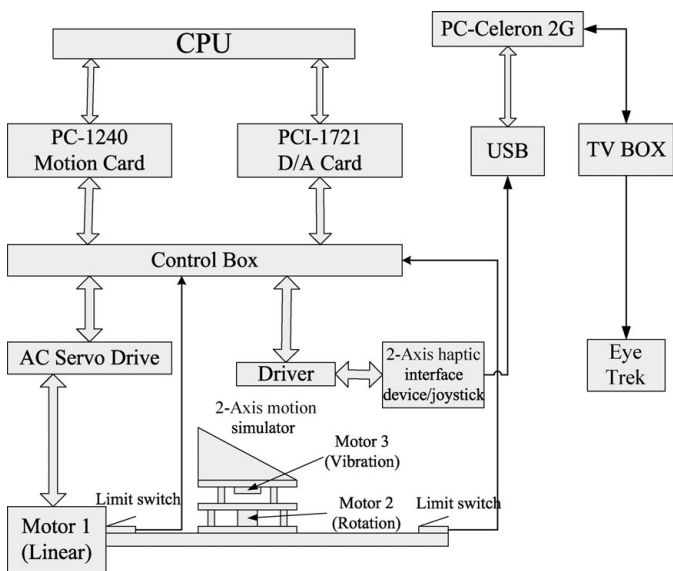 CPU
PC-Celeron 2G
PC-1240
Motion Card
PCI-1721
D/A Card
USB
TV BOX
Control Box
AC Servo Drive
Driver
2-Axis haptic
interface
device/joystick
Eye
Trek
2-Axis motion
simulator
Motor 3
(Vibration)
Limit switch
Motor 2
(Rotation)
Limit switch
Motor 1
(Linear)